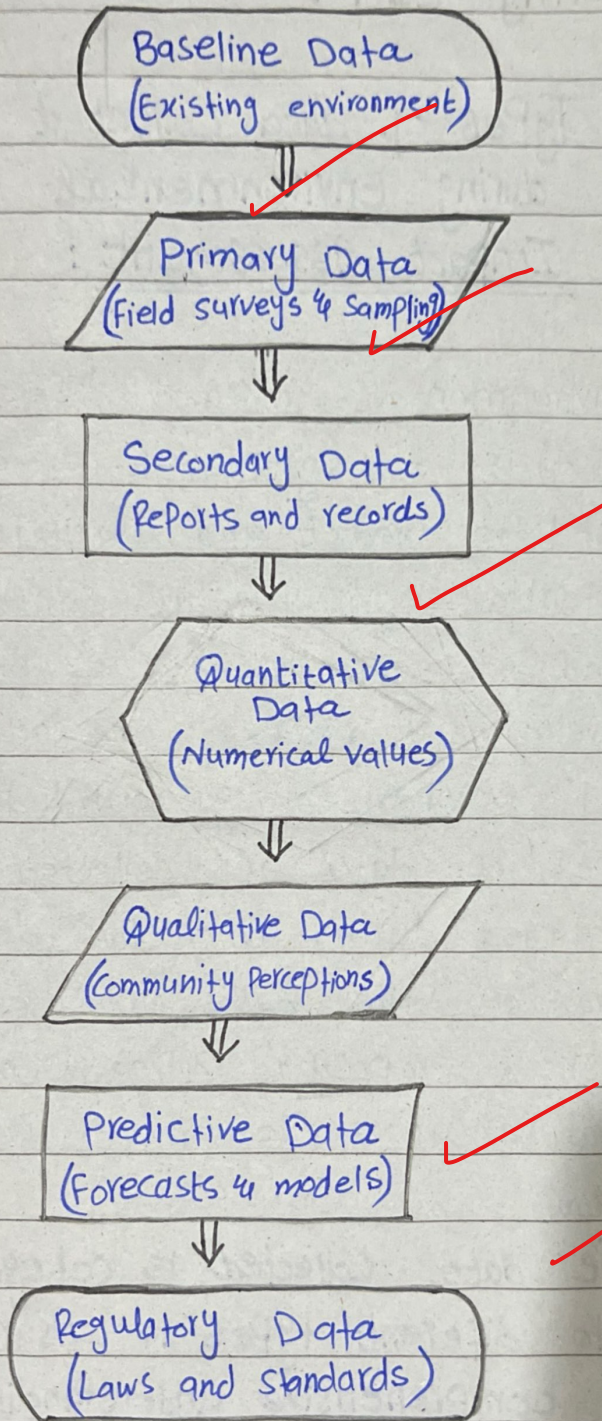 Baseline Data
(Existing environment)
Primary Data
(Field surveys & Sampling)
Secondary Data
(Reports and records)
Quantitative
Data
(Numerical values)
Qualitative Data
(Community Perceptions)
Predictive Data
(Forecasts & models)
Regulatory Data
(Laws and standards)